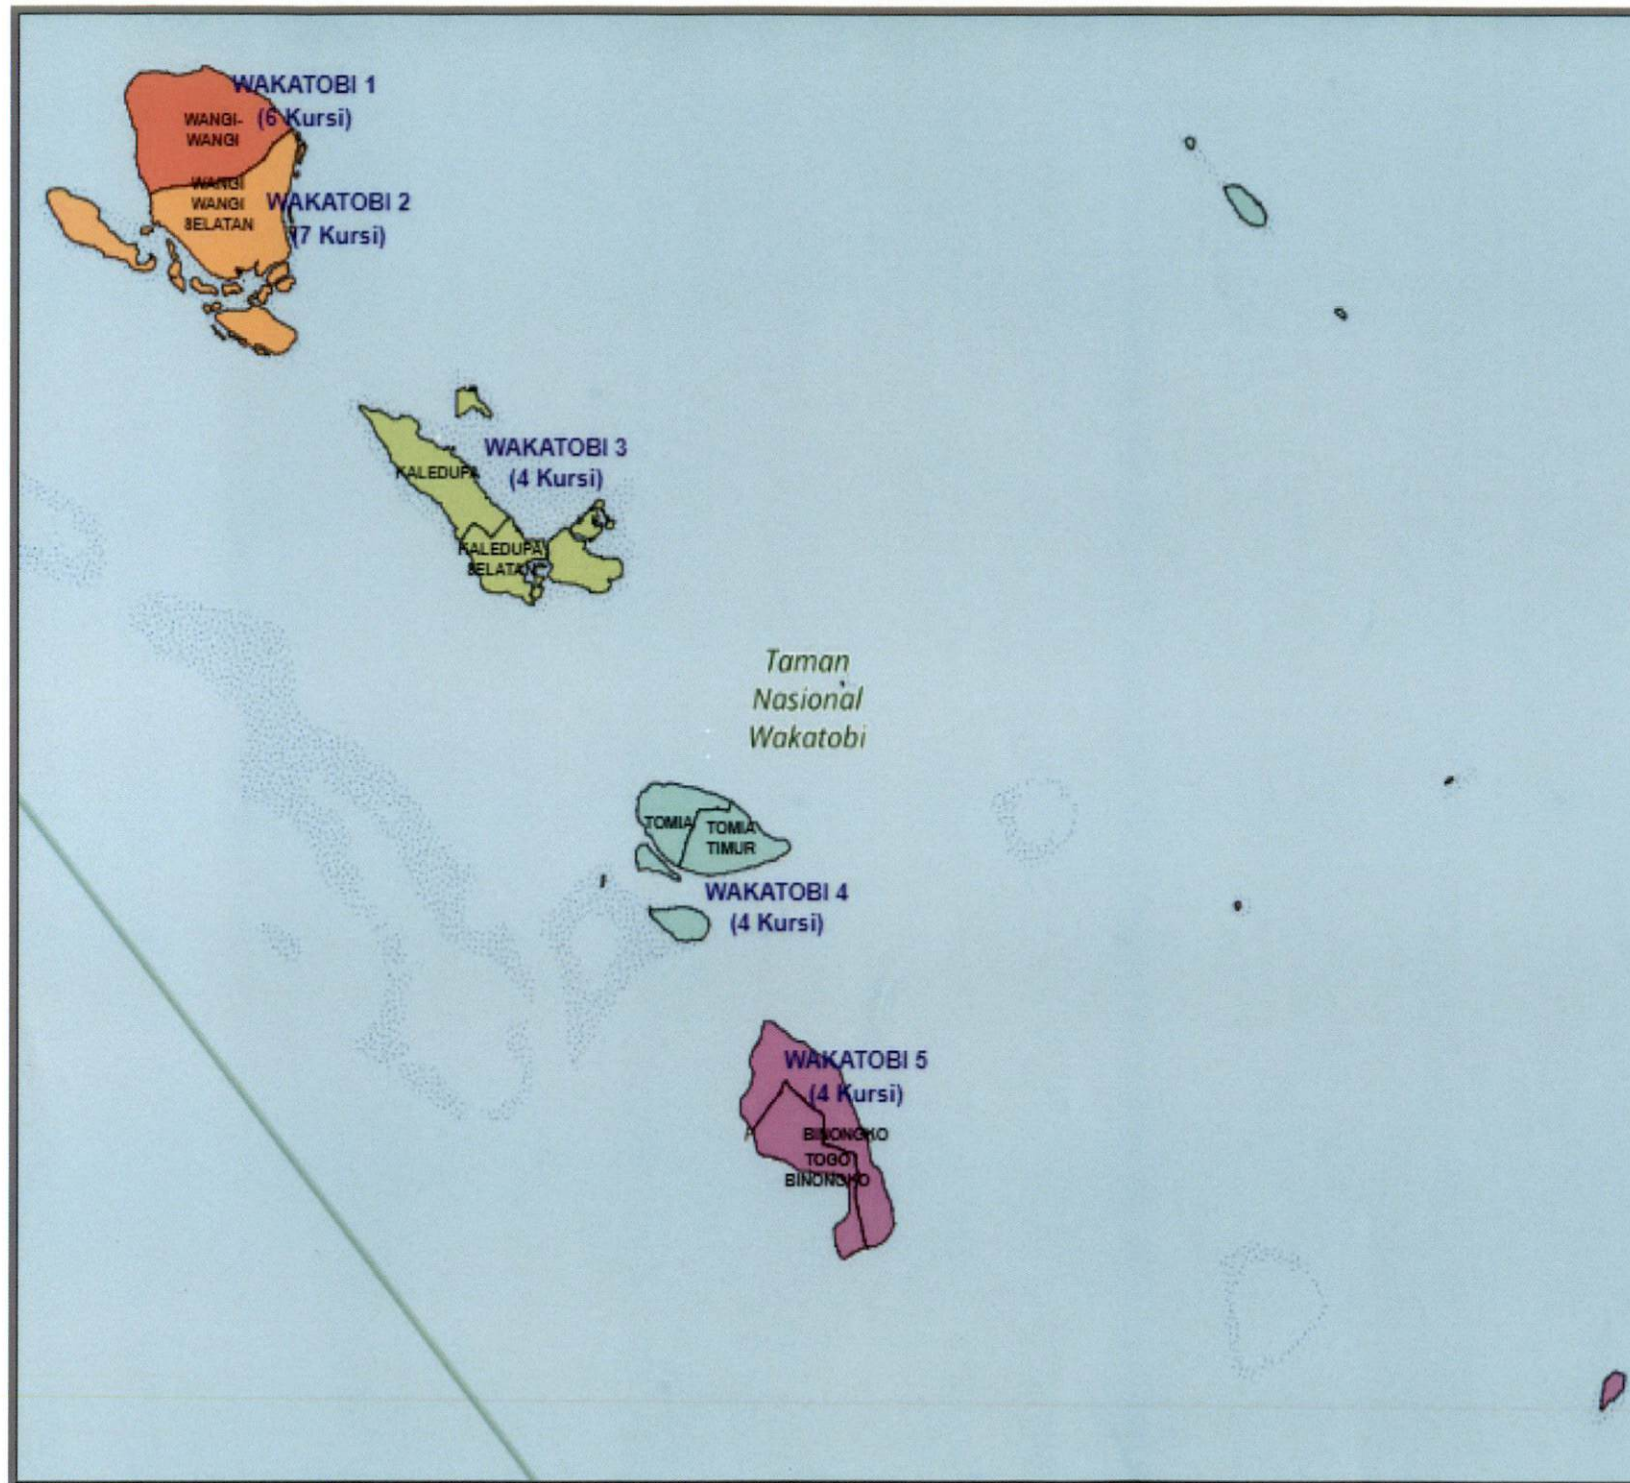 WAKATOBI 1
(6 Kursi)
WANGI-
WANGI
WANGI
WANGI
SELATAN
WAKATOBI 2
(7 Kursi)
WAKATOBI 3
(4 Kursi)
KALEDUPA
KALEDUPA
SELATAN
Taman
Nasional
Wakatobi
TOMIA
TOMIA
TIMUR
WAKATOBI 4
(4 Kursi)
WAKATOBI 5
(4 Kursi)
BINONGKO
TOGO
BINONGKO